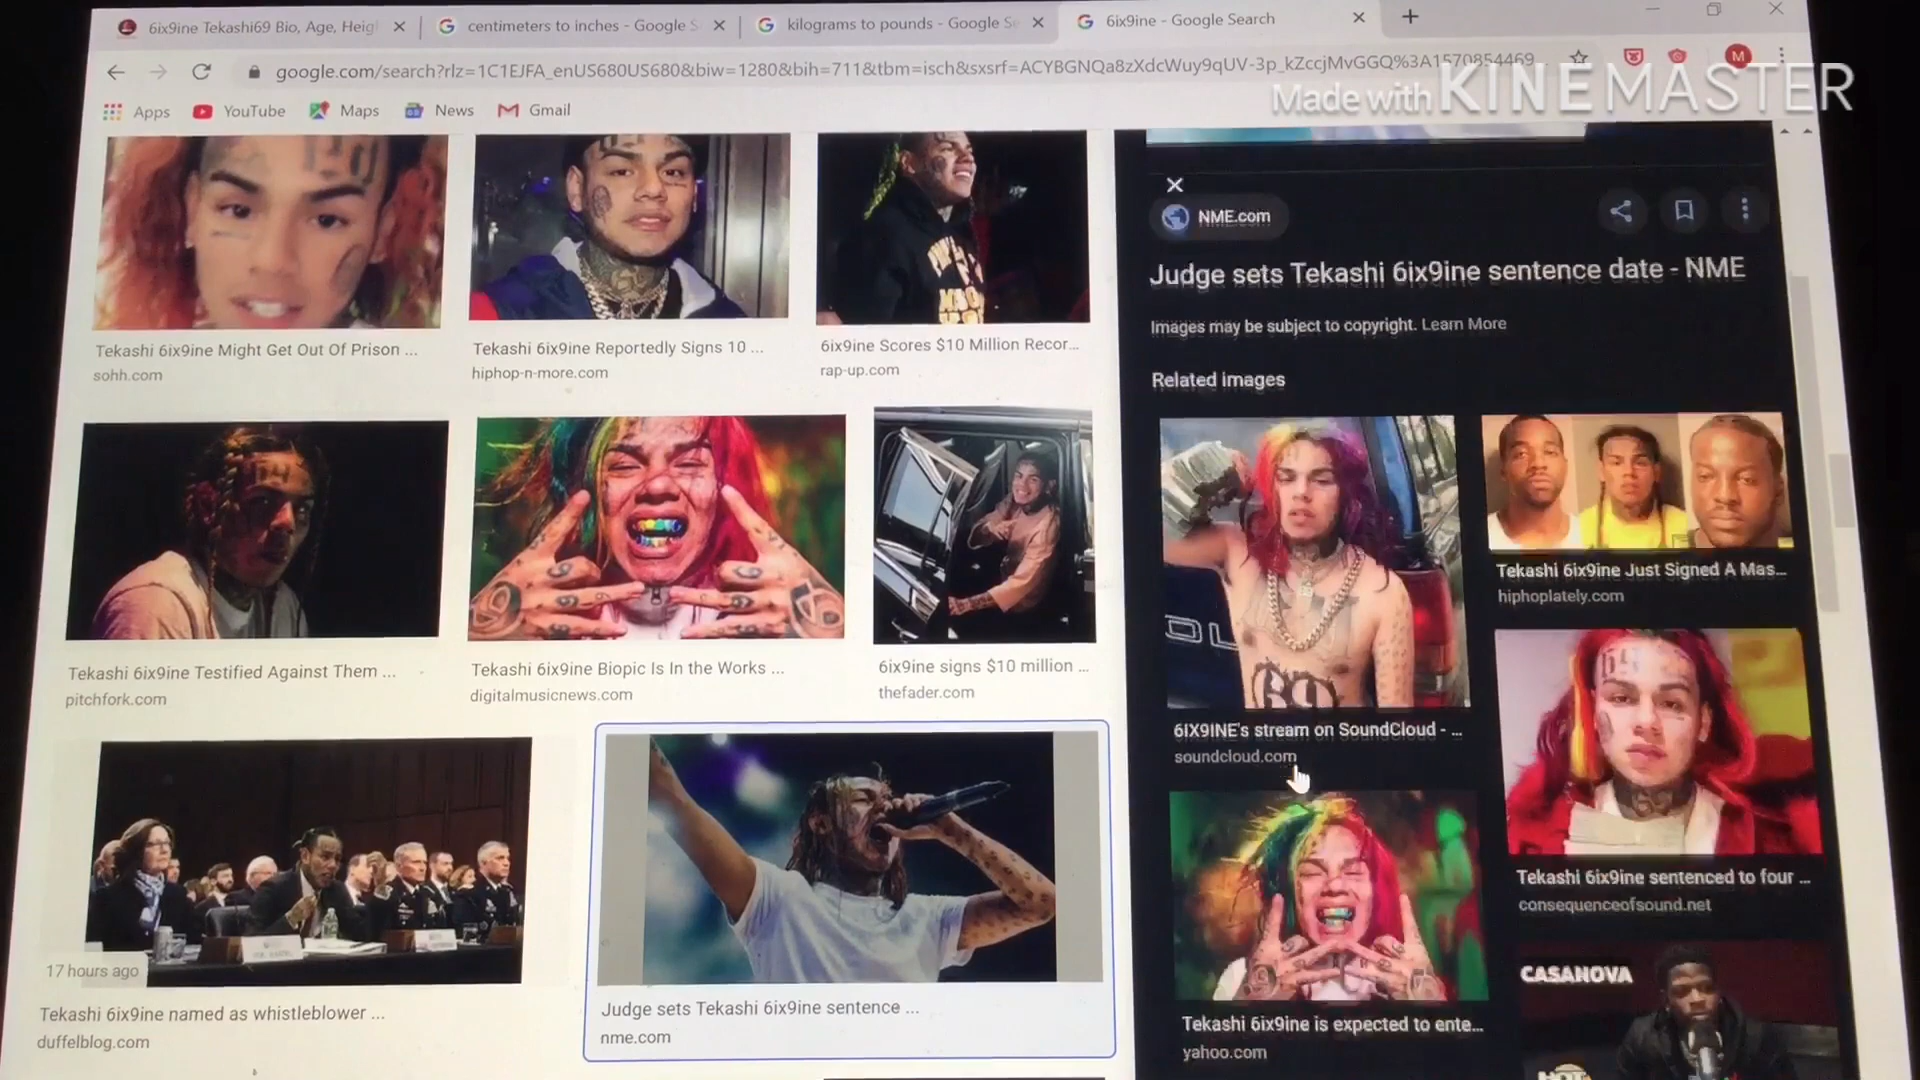 6ix9ine Tekashi69 Bio, Age, Heig
centimeters to inches - Google S
kilograms to pounds - Google Se
6ix9ine - Google Search
google.com/search?rlz=1C1EJFA_enUS680US680&biw=1280&bih=711&tbm=isch&sxsrf=ACYBGNQa8zXdcWuy9qUV-3p_kZccjMvGGQ%3A1570854469...
M
Made with KINEMASTER
Apps
YouTube
Maps
News
Gmail
NME.com
Judge sets Tekashi 6ix9ine sentence date - NME
Images may be subject to copyright. Learn More
Related images
Tekashi 6ix9ine Might Get Out Of Prison ...
sohh.com
Tekashi 6ix9ine Reportedly Signs 10 ...
hiphop-n-more.com
6ix9ine Scores $10 Million Recor...
rap-up.com
Tekashi 6ix9ine Testified Against Them ...
pitchfork.com
Tekashi 6ix9ine Biopic Is In the Works ...
digitalmusicnews.com
6ix9ine signs $10 million ...
thefader.com
17 hours ago
Tekashi 6ix9ine named as whistleblower ...
duffelblog.com
Judge sets Tekashi 6ix9ine sentence ...
nme.com
69
6IX9INE's stream on SoundCloud - ...
soundcloud.com
Tekashi 6ix9ine Just Signed A Mas...
hiphoplately.com
Tekashi 6ix9ine sentenced to four ...
consequenceofsound.net
Tekashi 6ix9ine is expected to ente...
yahoo.com
CASANOVA
HOT